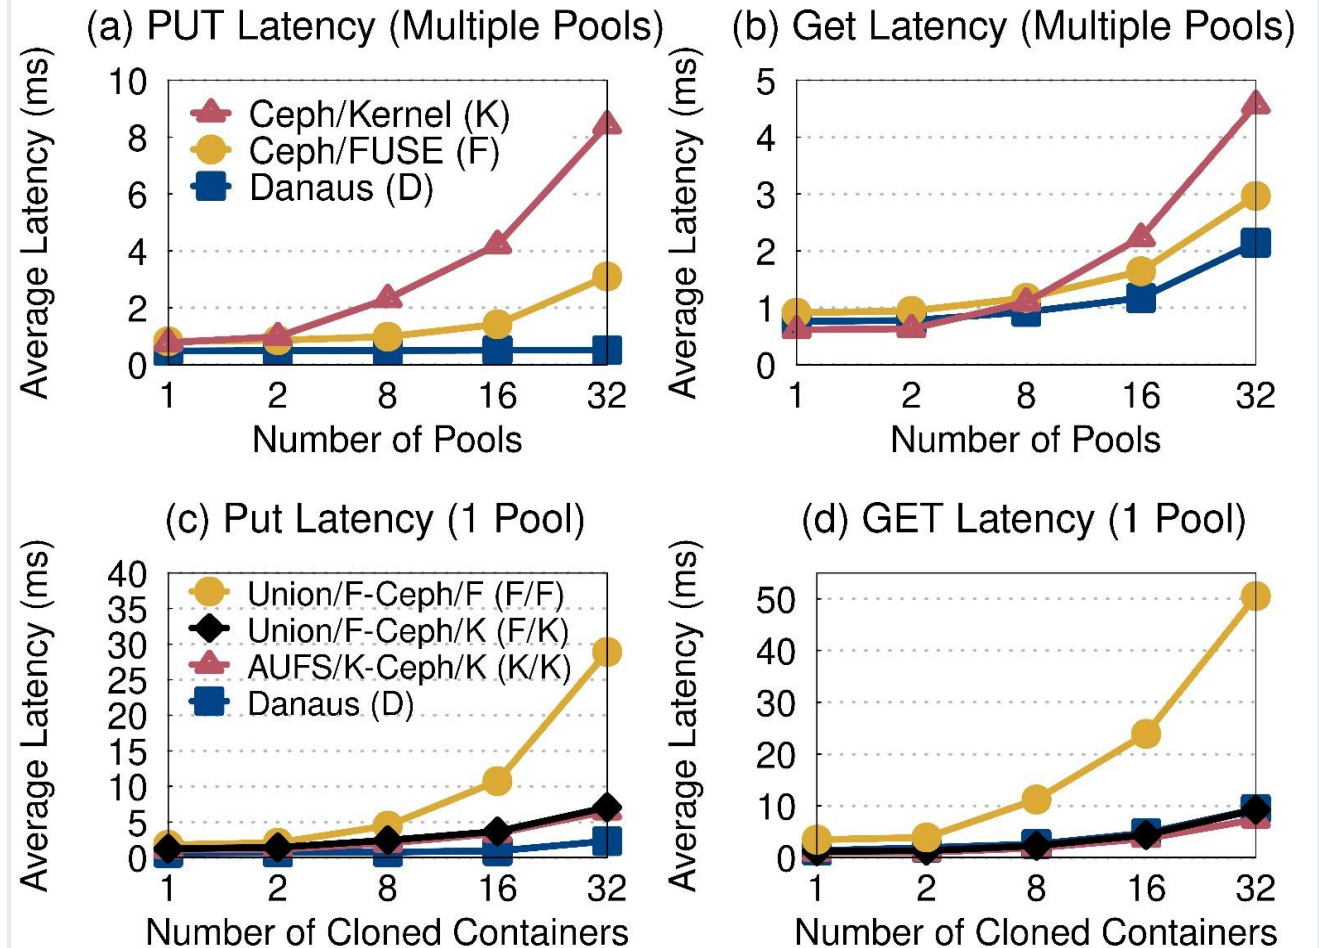 (a) PUT Latency (Multiple Pools)
Average Latency (ms)
10
8
6
4
2
0
Ceph/Kernel (K)
Ceph/FUSE (F)
Danaus (D)
1 2 8 16 32
Number of Pools
(b) Get Latency (Multiple Pools)
Average Latency (ms)
5
4
3
2
1
0
1 2 8 16 32
Number of Pools
(c) Put Latency (1 Pool)
Average Latency (ms)
40
35
30
25
20
15
10
5
0
Union/F-Ceph/F (F/F)
Union/F-Ceph/K (F/K)
AUFS/K-Ceph/K (K/K)
Danaus (D)
1 2 8 16 32
Number of Cloned Containers
(d) GET Latency (1 Pool)
Average Latency (ms)
50
40
30
20
10
0
1 2 8 16 32
Number of Cloned Containers